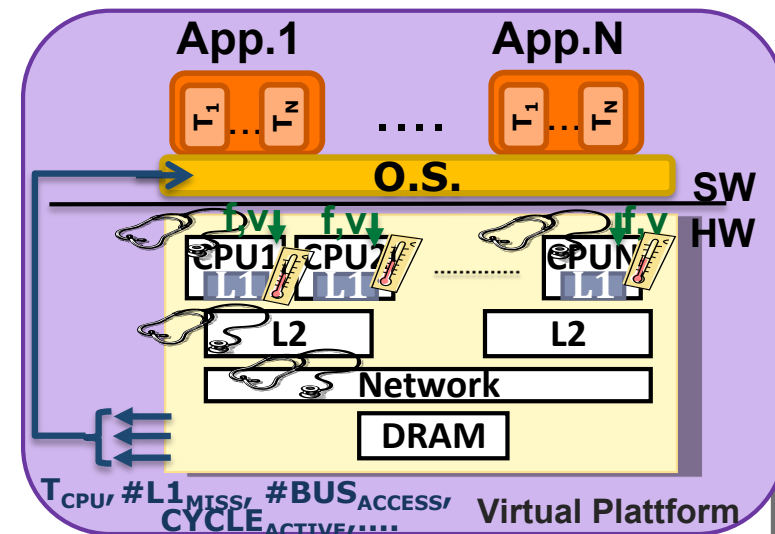 App.1 App.N
T1 ... TN .... T1 ... TN
O.S.
SW
f,v f,v f,v HW
CPU1 CPU2 .............. CPUN
L1 L1 L1
L2 L2
Network
DRAM
TCPU, #L1MISS, #BUSACCESS,
CYCLEACTIVE,....
Virtual Plattform